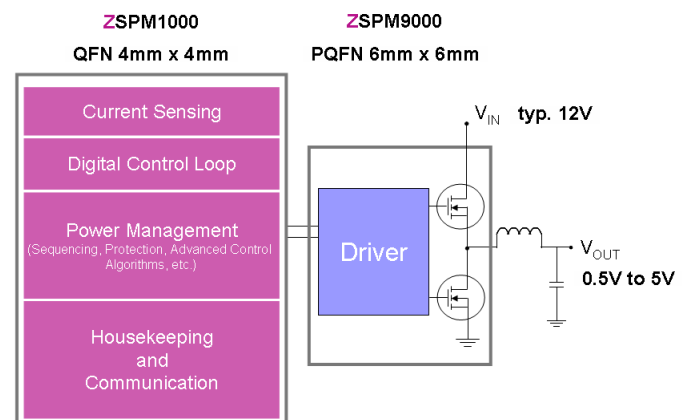 ZSPM1000
QFN 4mm x 4mm
ZSPM9000
PQFN 6mm x 6mm
Current Sensing
Digital Control Loop
Power Management
(Sequencing, Protection, Advanced Control
Algorithms, etc.)
Housekeeping
and
Communication
Driver
VIN typ. 12V
VOUT
0.5V to 5V